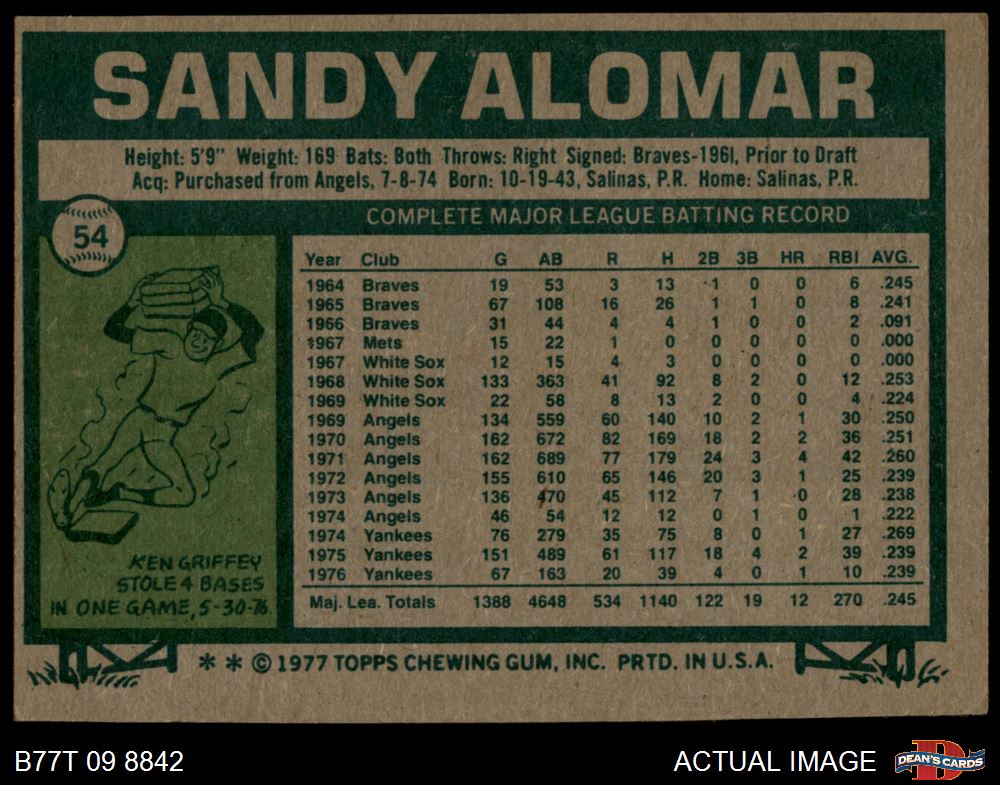 SANDY ALOMAR
Height: 5'9" Weight: 169 Bats: Both Throws: Right Signed: Braves-1961, Prior to Draft
Acq: Purchased from Angels, 7-8-74 Born: 10-19-43, Salinas, P.R. Home: Salinas, P.R.
54
COMPLETE MAJOR LEAGUE BATTING RECORD
Year Club G AB R H 2B 3B HR RBI AVG.
1964 Braves 19 53 3 13 1 0 0 6 .245
1965 Braves 67 108 16 26 1 1 0 8 .241
1966 Braves 31 44 4 4 1 0 0 2 .091
1967 Mets 15 22 1 0 0 0 0 0 .000
1967 White Sox 12 15 4 3 0 0 0 0 .000
1968 White Sox 133 363 41 92 8 2 0 12 .253
1969 White Sox 22 58 8 13 2 0 0 4 .224
1969 Angels 134 559 60 140 10 2 1 30 .250
1970 Angels 162 672 82 169 18 2 2 36 .251
1971 Angels 162 689 77 179 24 3 4 42 .260
1972 Angels 155 610 65 146 20 3 1 25 .239
1973 Angels 136 470 45 112 7 1 0 28 .238
1974 Angels 46 54 12 12 0 1 0 1 .222
1974 Yankees 76 279 35 75 8 0 1 27 .269
1975 Yankees 151 489 61 117 18 4 2 39 .239
1976 Yankees 67 163 20 39 4 0 1 10 .239
Maj. Lea. Totals 1388 4648 534 1140 122 19 12 270 .245
KEN GRIFFEY
STOLE 4 BASES
IN ONE GAME, 5-30-76.
* * © 1977 TOPPS CHEWING GUM, INC. PRTD. IN U.S.A.
B77T 09 8842
ACTUAL IMAGE
D
DEAN'S CARDS